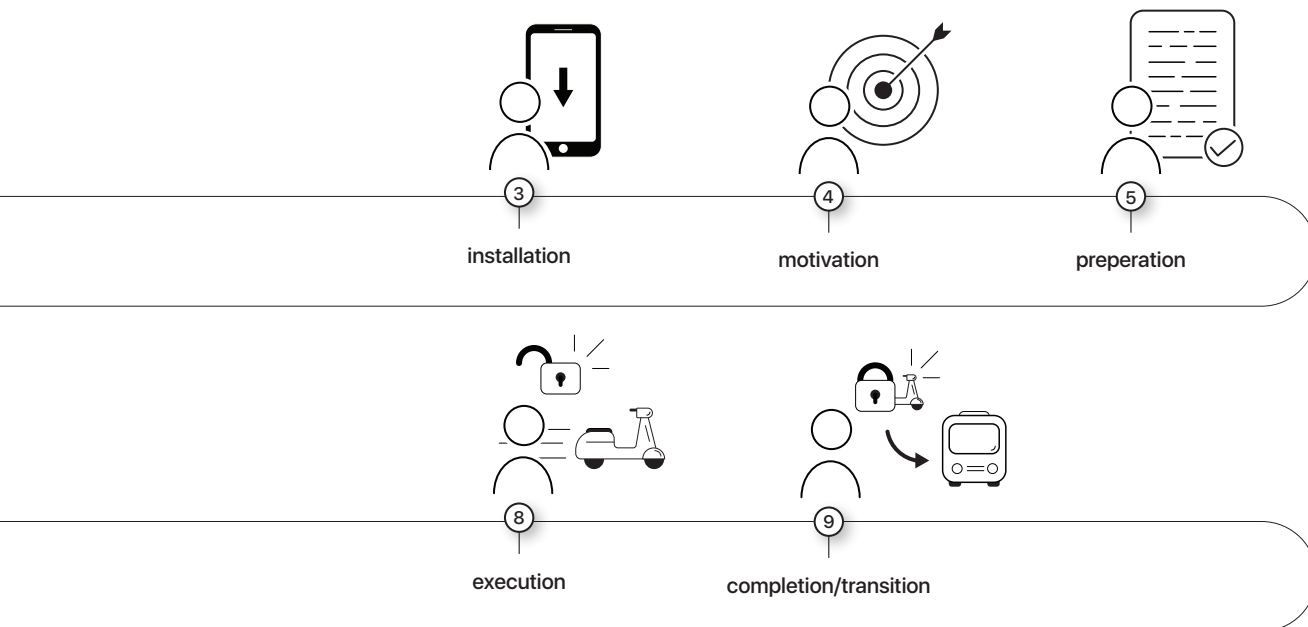 3
4
5
installation
motivation
preperation
8
9
execution
completion/transition